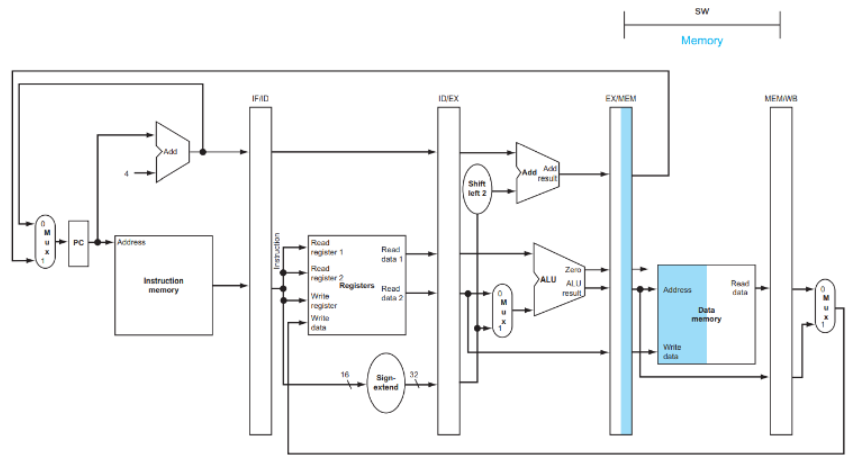 SW
Memory
IF/ID
ID/EX
EX/MEM
MEM/WB
Add
4
Shift
left 2
Add
Add
result
0
M
u
x
1
PC
Address
Instruction
memory
Instruction
Read
register 1
Read
register 2
Write
register
Write
data
Registers
Read
data 1
Read
data 2
0
M
u
x
1
ALU
Zero
ALU
result
Address
Write
data
Data
memory
Read
data
0
M
u
x
1
16
Sign-
extend
32